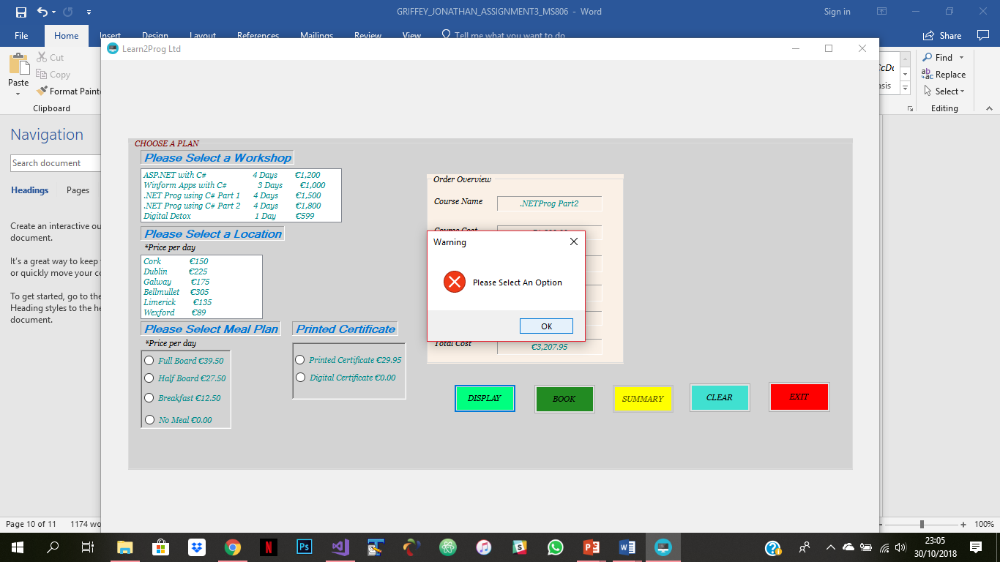 GRIFFEY_JONATHAN_ASSIGNMENT3_MS806 - Word
Sign in
File Home Insert Design Layout References Mailings Review View Tell me what you want to do
Share
Learn2Prog Ltd
Cut
Copy
Paste
Format Painte
Clipboard
Find
Replace
Select
Editing
Navigation
Search document
Headings Pages
Create an interactive ou
document.
It's a great way to keep
or quickly move your co
To get started, go to the
Heading styles to the he
document.
CHOOSE A PLAN
Please Select a Workshop
ASP.NET with C# 4 Days €1,200
Winform Apps with C# 3 Days €1,000
.NET Prog using C# Part 1 4 Days €1,500
.NET Prog using C# Part 2 4 Days €1,800
Digital Detox 1 Day €599
Please Select a Location
*Price per day
Cork €150
Dublin €225
Galway €175
Bellmullet €305
Limerick €135
Wexford €89
Please Select Meal Plan
*Price per day
Full Board €39.50
Half Board €27.50
Breakfast €12.50
No Meal €0.00
Printed Certificate
Printed Certificate €29.95
Digital Certificate €0.00
Order Overview
Course Name .NETProg Part2
Course Cost
Warning
Please Select An Option
OK
Total Cost €3,207.95
DISPLAY BOOK SUMMARY CLEAR EXIT
Page 10 of 11 1174 wo
100%
23:05
30/10/2018